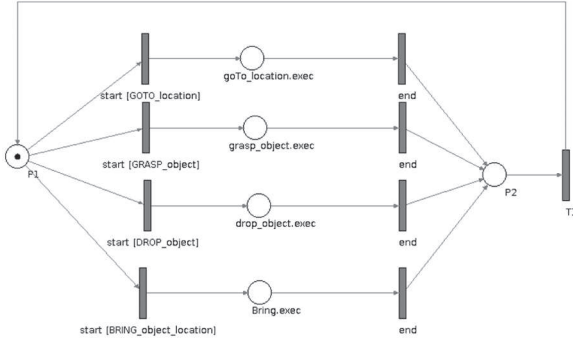 goTo_location.exec
start [GOTO_location]
end
grasp_object.exec
start [GRASP_object]
end
P1
P2
drop_object.exec
start [DROP_object]
end
Bring.exec
start [BRING_object_location]
end